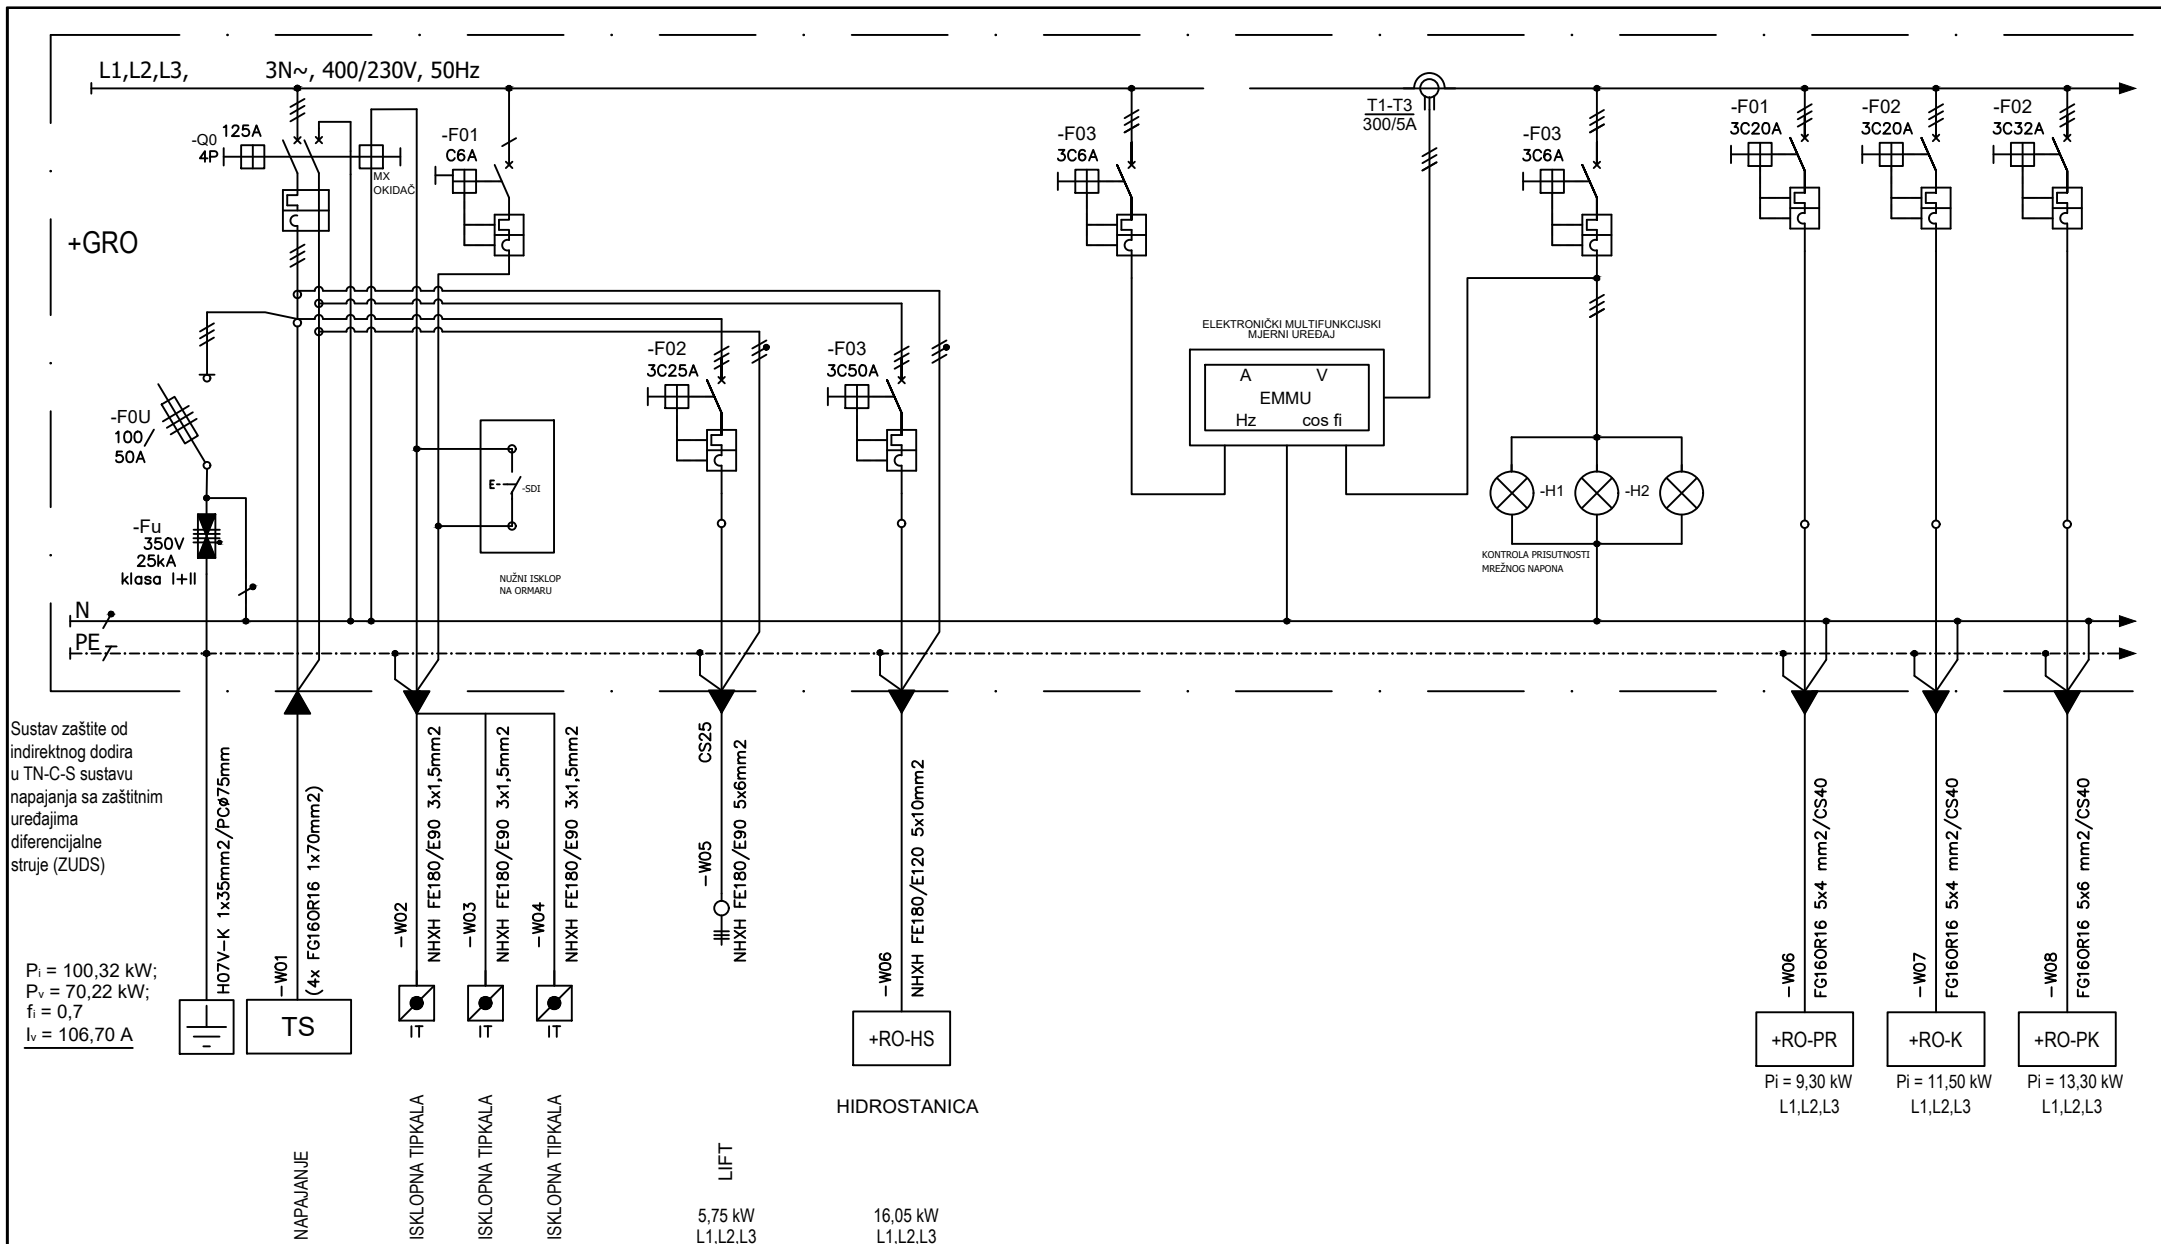 L1,L2,L3,
3N~, 400/230V, 50Hz
-Q0
125A
4P
MX
OKIDAČ
-F01
C6A
-F03
3C6A
T1-T3
300/5A
-F03
3C6A
-F01
3C20A
-F02
3C20A
-F02
3C32A
+GRO
-F0U
100/
50A
-Fu
350V
25kA
klasa I+II
E
-SDI
NUŽNI ISKLOP
NA ORMARU
-F02
3C25A
-F03
3C50A
ELEKTRONIČKI MULTIFUNKCIJSKI
MJERNI UREĐAJ
A V
EMMU
Hz cos fi
-H1
-H2
KONTROLA PRISUTNOSTI
MREŽNOG NAPONA
N
PE
Sustav zaštite od
indirektnog dodira
u TN-C-S sustavu
napajanja sa zaštitnim
uređajima
diferencijalne
struje (ZUDS)
Pi = 100,32 kW;
Pv = 70,22 kW;
fi = 0,7
Iv = 106,70 A
H07V-K 1x35mm2/PCø75mm
-W01
(4x FG16OR16 1x70mm2)
TS
NAPAJANJE
-W02
NHXH FE180/E90 3x1,5mm2
IT
ISKLOPNA TIPKALA
-W03
NHXH FE180/E90 3x1,5mm2
IT
ISKLOPNA TIPKALA
-W04
NHXH FE180/E90 3x1,5mm2
IT
ISKLOPNA TIPKALA
CS25
-W05
NHXH FE180/E90 5x6mm2
LIFT
5,75 kW
L1,L2,L3
-W06
NHXH FE180/E120 5x10mm2
+RO-HS
HIDROSTANICA
16,05 kW
L1,L2,L3
-W06
FG16OR16 5x4 mm2/CS40
+RO-PR
Pi = 9,30 kW
L1,L2,L3
-W07
FG16OR16 5x4 mm2/CS40
+RO-K
Pi = 11,50 kW
L1,L2,L3
-W08
FG16OR16 5x6 mm2/CS40
+RO-PK
Pi = 13,30 kW
L1,L2,L3